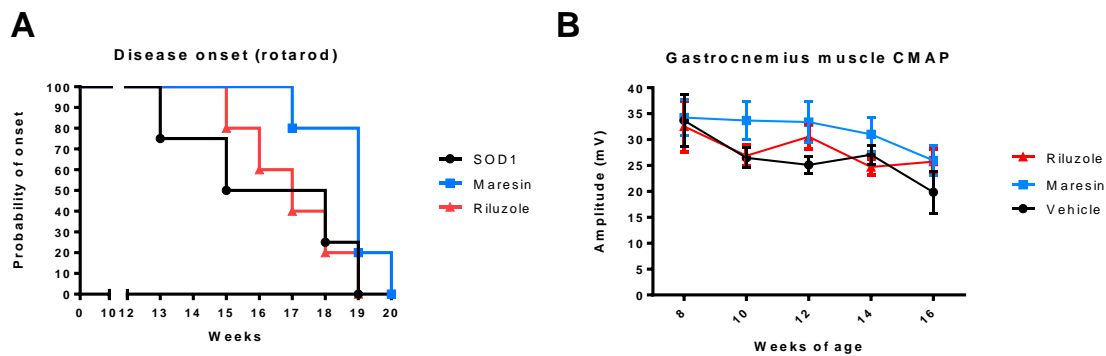 A
Disease onset (rotarod)
Probability of onset
100
90
80
70
60
50
40
30
20
10
0
0 10 12 13 14 15 16 17 18 19 20
Weeks
SOD1
Maresin
Riluzole
B
Gastrocnemius muscle CMAP
Amplitude (mV)
40
35
30
25
20
15
10
5
0
8 10 12 14 16
Weeks of age
Riluzole
Maresin
Vehicle